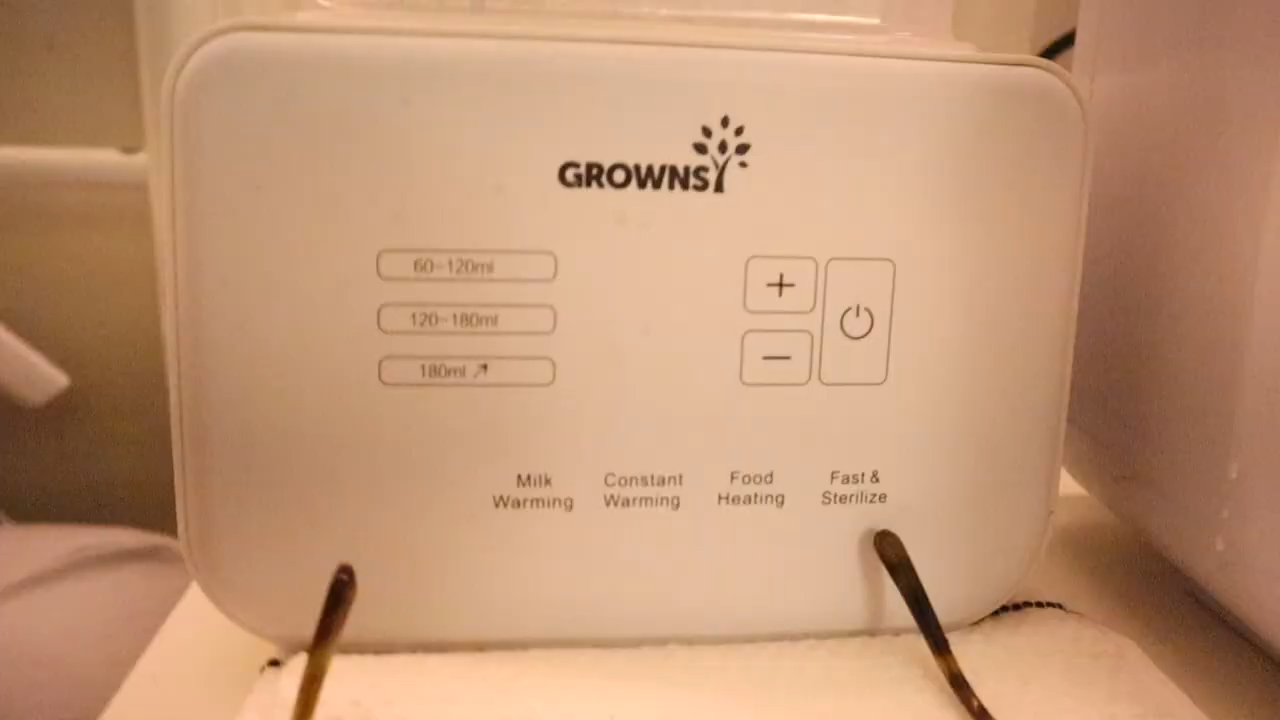 GROWNSY
60~120ml
120~180ml
180ml ↗
+
−
Milk Warming
Constant Warming
Food Heating
Fast & Sterilize